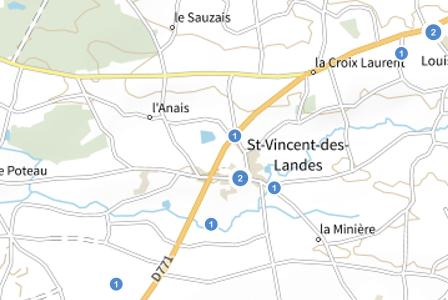 le Sauzais
2
1
la Croix Laurent
Louis
l'Anais
1
St-Vincent-des-
Landes
e Poteau
2
1
1
la Minière
D771
1